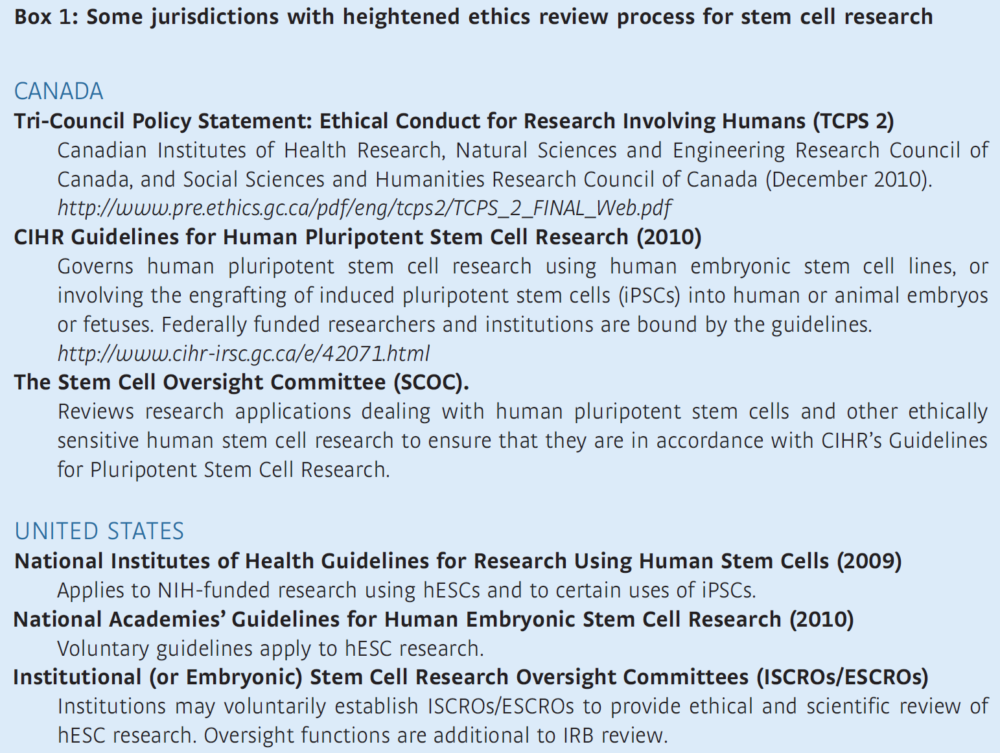 Box 1: Some jurisdictions with heightened ethics review process for stem cell research
CANADA
Tri-Council Policy Statement: Ethical Conduct for Research Involving Humans (TCPS 2)
Canadian Institutes of Health Research, Natural Sciences and Engineering Research Council of
Canada, and Social Sciences and Humanities Research Council of Canada (December 2010).
http://www.pre.ethics.gc.ca/pdf/eng/tcps2/TCPS_2_FINAL_Web.pdf
CIHR Guidelines for Human Pluripotent Stem Cell Research (2010)
Governs human pluripotent stem cell research using human embryonic stem cell lines, or
involving the engrafting of induced pluripotent stem cells (iPSCs) into human or animal embryos
or fetuses. Federally funded researchers and institutions are bound by the guidelines.
http://www.cihr-irsc.gc.ca/e/42071.html
The Stem Cell Oversight Committee (SCOC).
Reviews research applications dealing with human pluripotent stem cells and other ethically
sensitive human stem cell research to ensure that they are in accordance with CIHR’s Guidelines
for Pluripotent Stem Cell Research.
UNITED STATES
National Institutes of Health Guidelines for Research Using Human Stem Cells (2009)
Applies to NIH-funded research using hESCs and to certain uses of iPSCs.
National Academies’ Guidelines for Human Embryonic Stem Cell Research (2010)
Voluntary guidelines apply to hESC research.
Institutional (or Embryonic) Stem Cell Research Oversight Committees (ISCROs/ESCROs)
Institutions may voluntarily establish ISCROs/ESCROs to provide ethical and scientific review of
hESC research. Oversight functions are additional to IRB review.